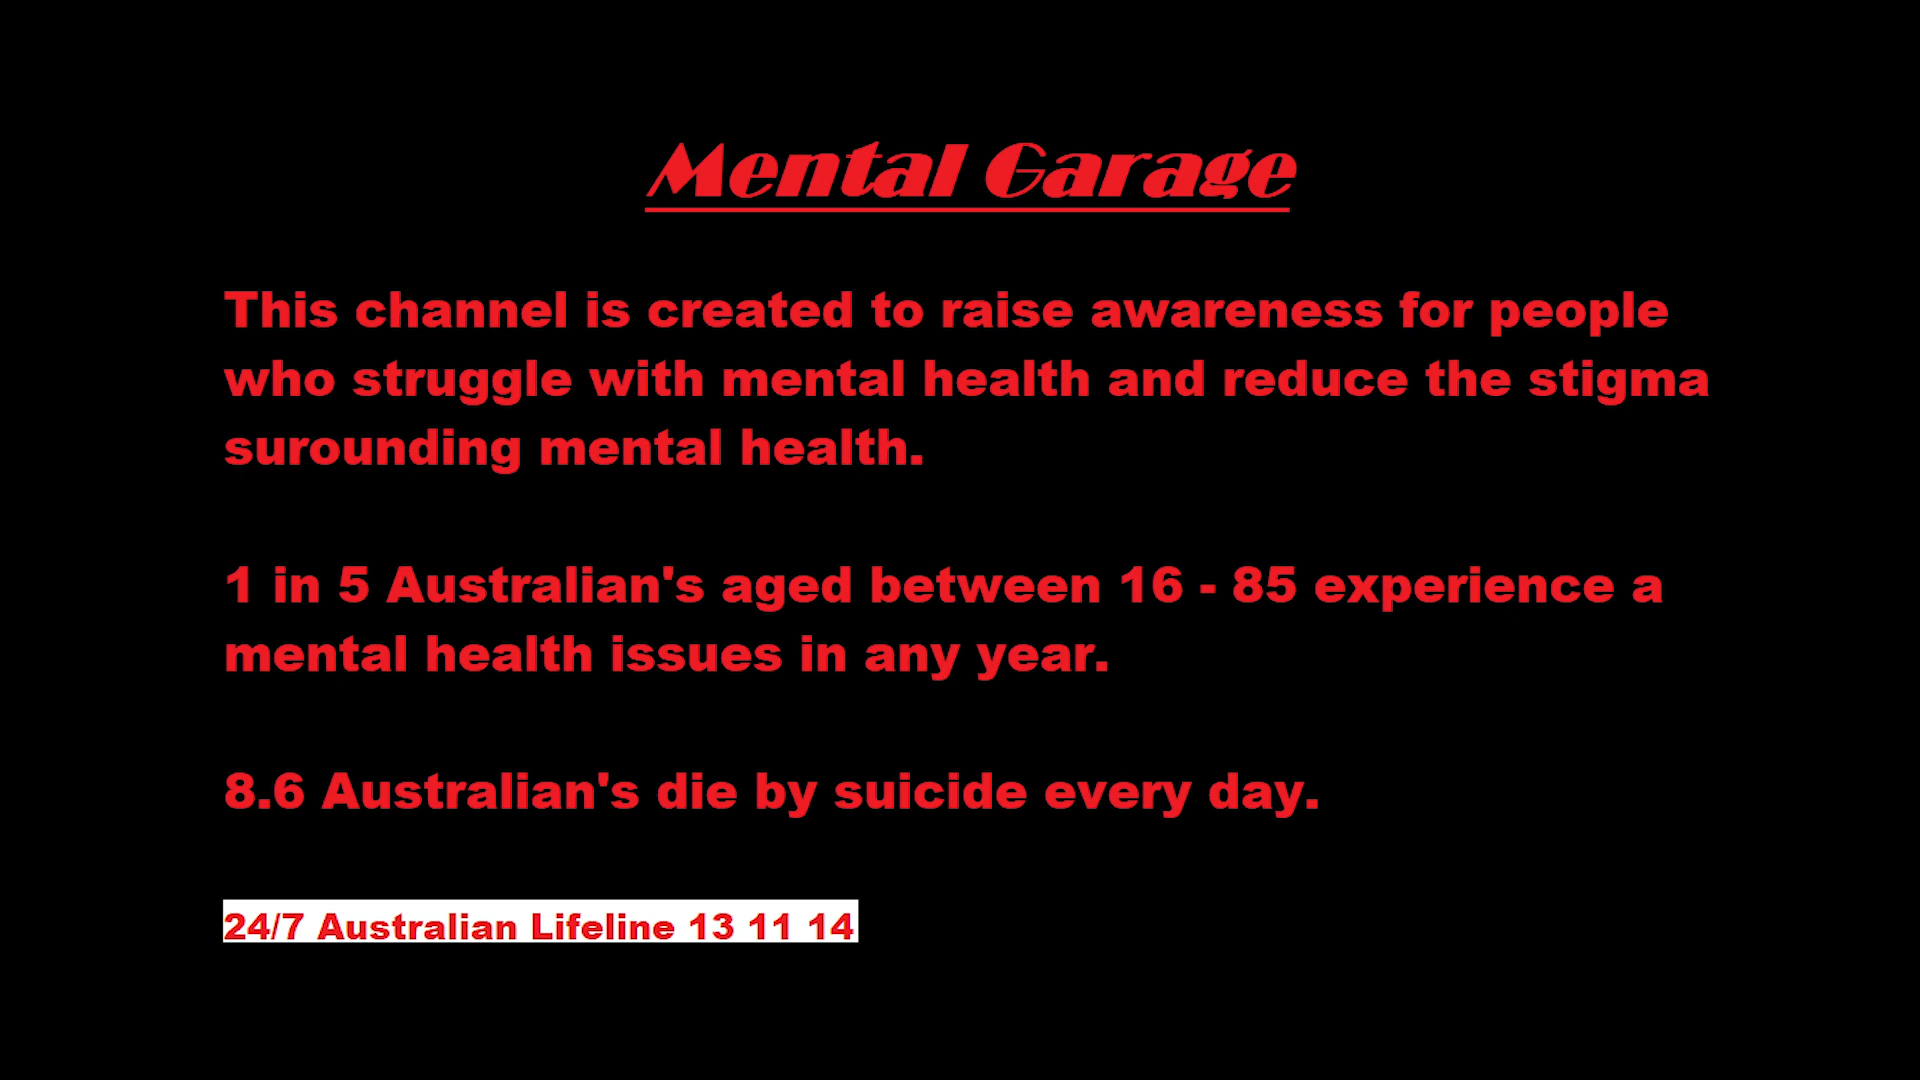 Mental Garage
This channel is created to raise awareness for people
who struggle with mental health and reduce the stigma
surounding mental health.
1 in 5 Australian's aged between 16 - 85 experience a
mental health issues in any year.
8.6 Australian's die by suicide every day.
24/7 Australian Lifeline 13 11 14